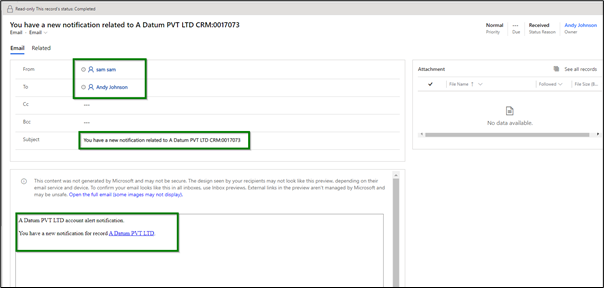 Read-only This record's status: Completed
You have a new notification related to A Datum PVT LTD CRM:0017073
Email · Email
Normal
Priority
---
Due
Received
Status Reason
Andy Johnson
Owner
Email Related
From sam sam
To Andy Johnson
Cc ---
Bcc ---
Subject You have a new notification related to A Datum PVT LTD CRM:0017073
Attachment
See all records
File Name Followed File Size (B...
No data available.
This content was not generated by Microsoft and may not be secure. The design seen by your recipients may not look like this preview, depending on their
email service and device. To confirm your email looks like this in all inboxes, use Inbox previews. External links in the preview aren't managed by Microsoft and
may be unsafe. Open the full email (some images may not display).
A Datum PVT LTD account alert notification.
You have a new notification for record A Datum PVT LTD.